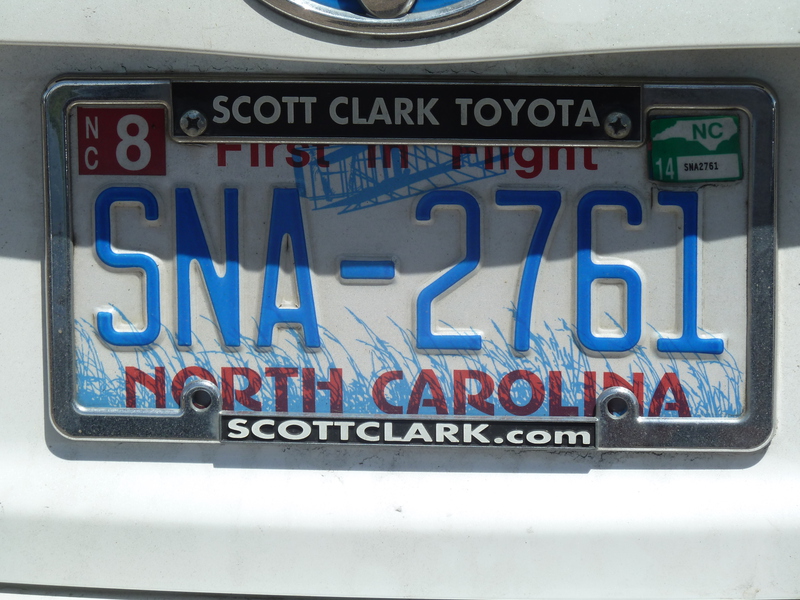 SCOTT CLARK TOYOTA
NC 8
NC
14 SNA2761
First in Flight
SNA-2761
NORTH CAROLINA
SCOTTCLARK.com